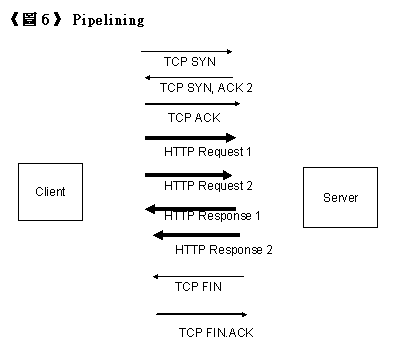 《圖6》 Pipelining
TCP SYN
TCP SYN, ACK 2
TCP ACK
HTTP Request 1
HTTP Request 2
HTTP Response 1
HTTP Response 2
TCP FIN
TCP FIN,ACK
Client
Server